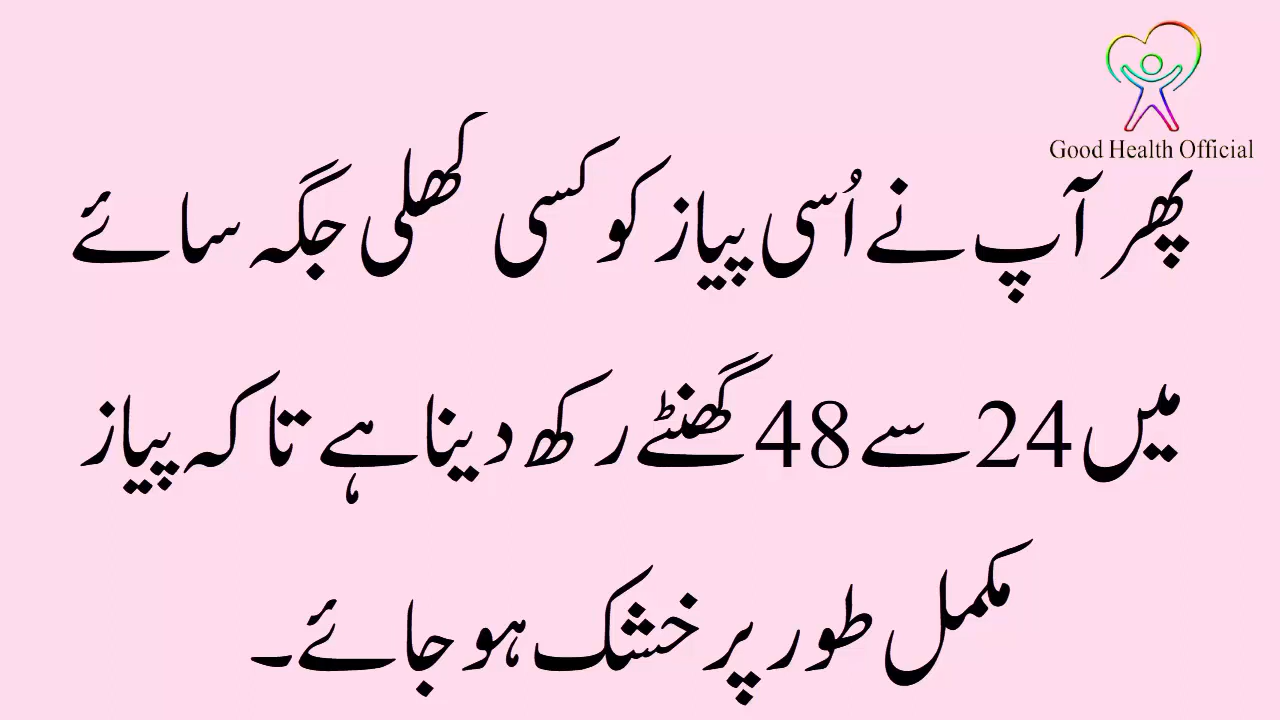 Good Health Official
پھر آپ نے اُسی پیاز کو کسی کھلی جگہ سائے
میں 24 سے 48 گھنٹے رکھ دینا ہے تاکہ پیاز
مکمل طور پر خشک ہو جائے۔